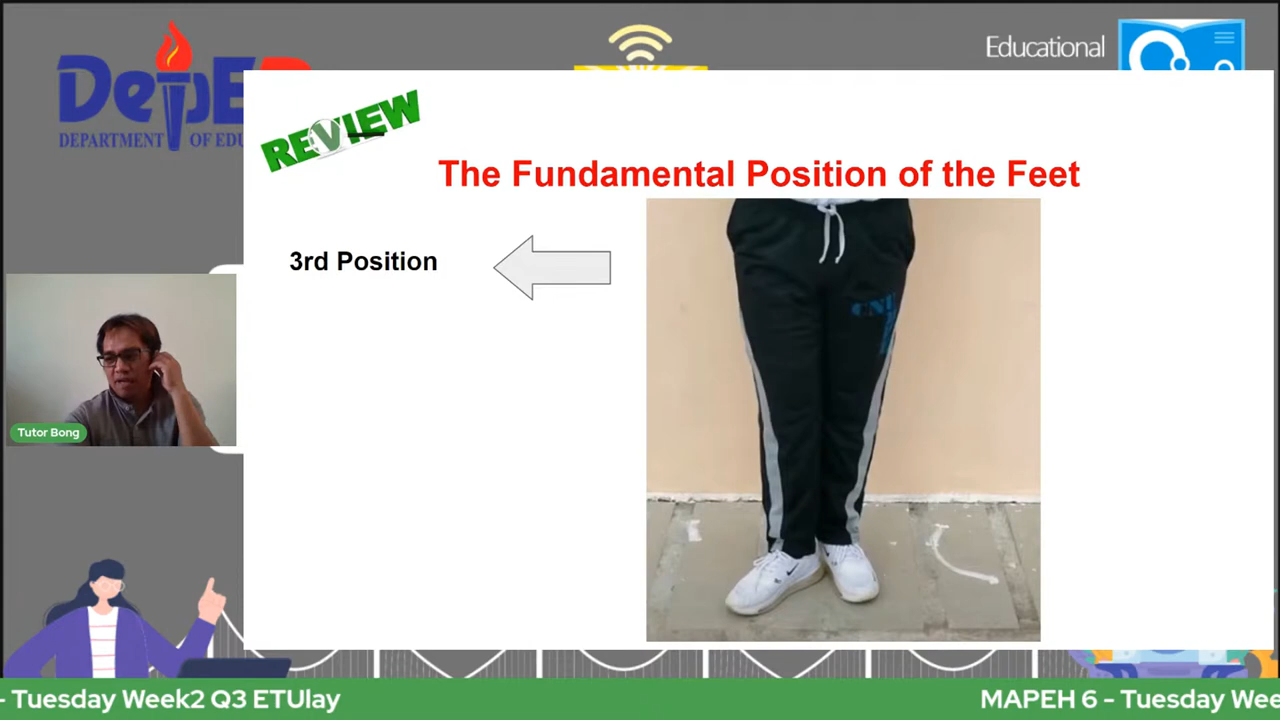 DepED
DEPARTMENT OF EDU
Educational
REVIEW
The Fundamental Position of the Feet
3rd Position
Tutor Bong
- Tuesday Week2 Q3 ETUlay
MAPEH 6 - Tuesday Wee